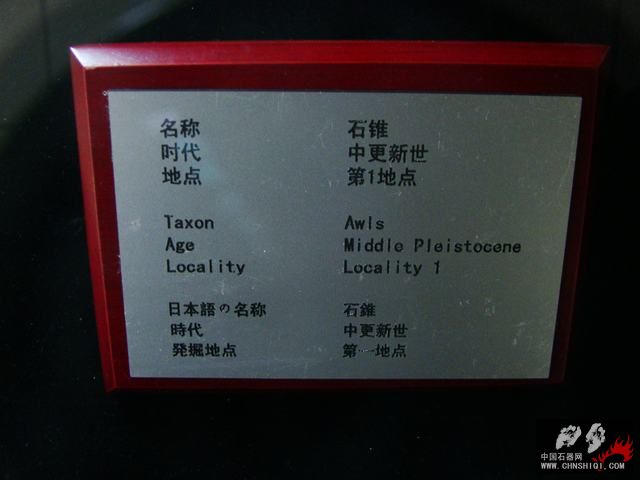 名称 石锥
时代 中更新世
地点 第1地点
Taxon Awls
Age Middle Pleistocene
Locality Locality 1
日本語の名称 石錐
時代 中更新世
発掘地点 第一地点
中国石器网
WWW.CHNSHIQI.COM